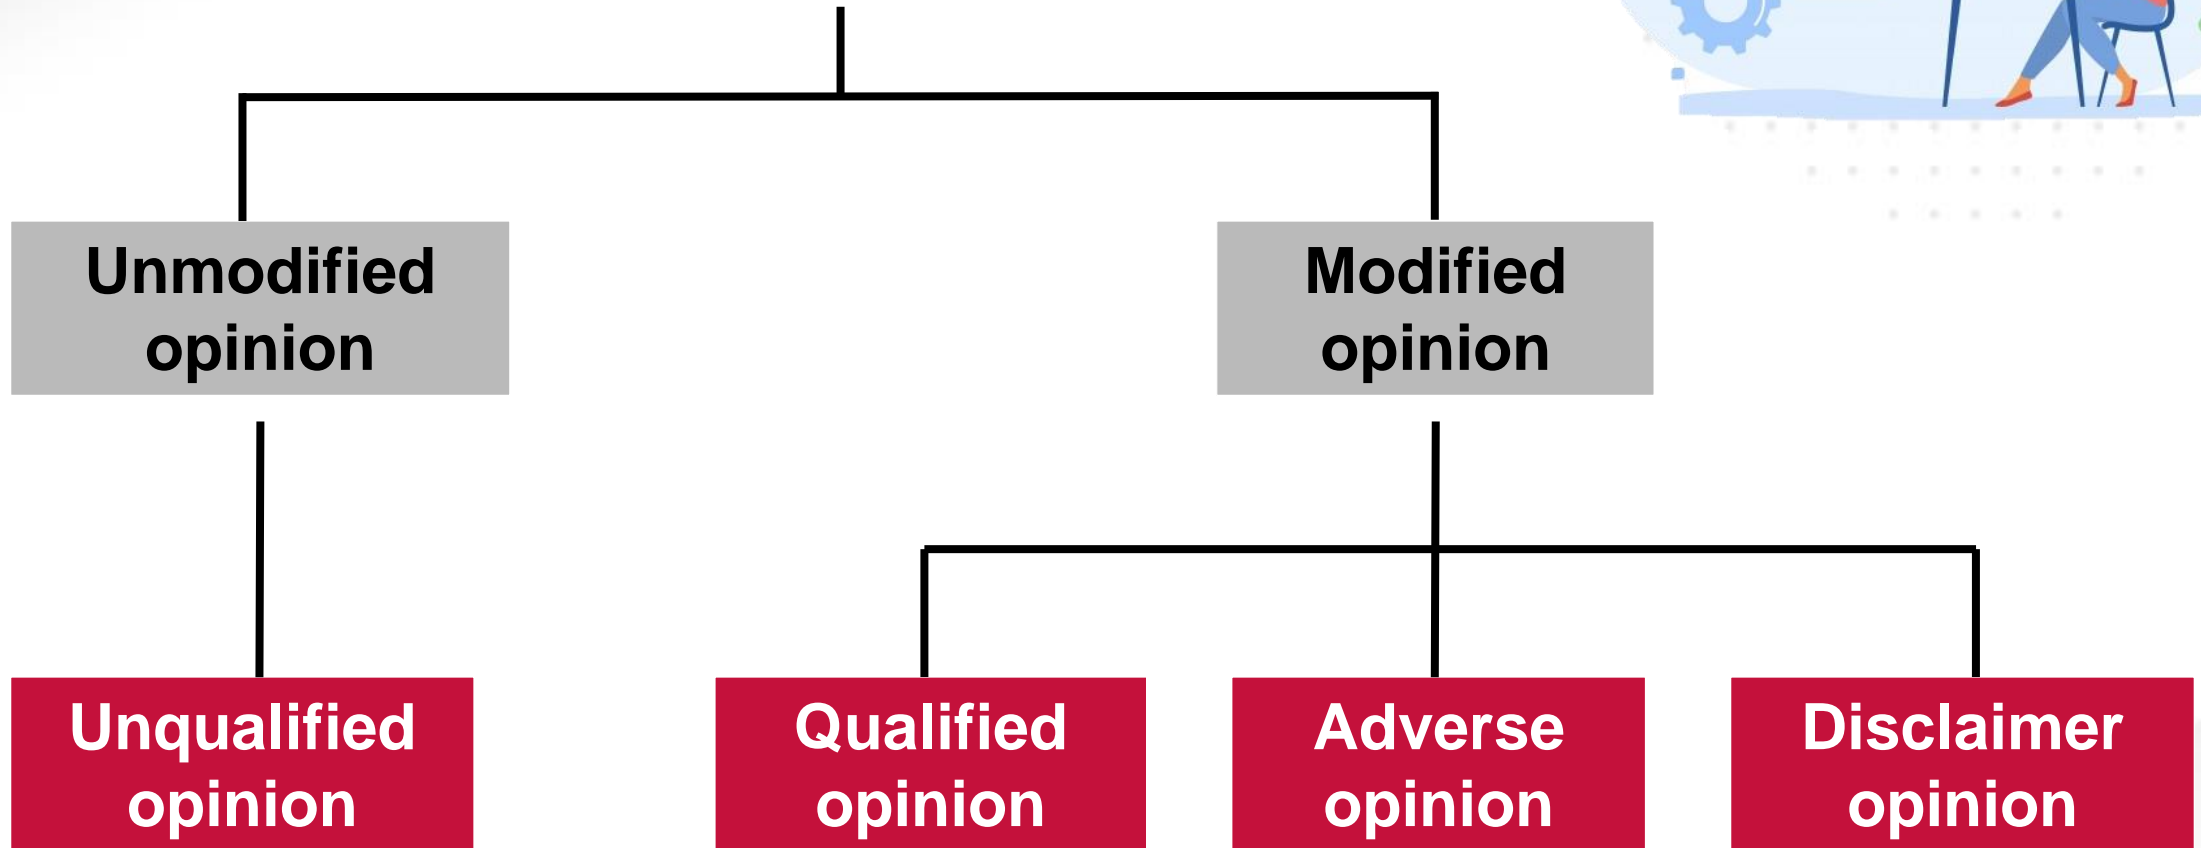 Unmodified
opinion
Modified
opinion
Unqualified
opinion
Qualified
opinion
Adverse
opinion
Disclaimer
opinion